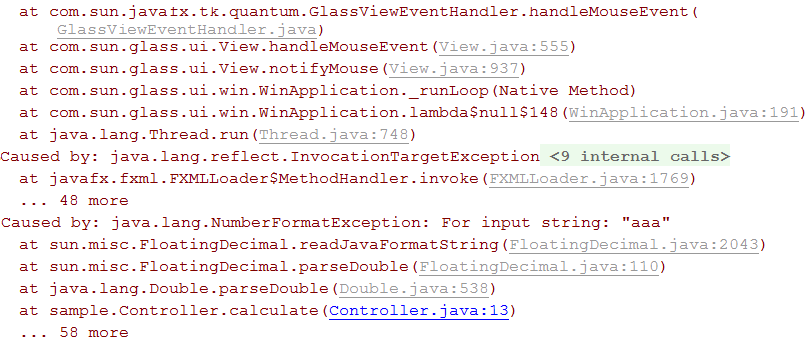 at com.sun.javafx.tk.quantum.GlassViewEventHandler.handleMouseEvent(
GlassViewEventHandler.java)
at com.sun.glass.ui.View.handleMouseEvent(View.java:555)
at com.sun.glass.ui.View.notifyMouse(View.java:937)
at com.sun.glass.ui.win.WinApplication._runLoop(Native Method)
at com.sun.glass.ui.win.WinApplication.lambda$null$148(WinApplication.java:191)
at java.lang.Thread.run(Thread.java:748)
Caused by: java.lang.reflect.InvocationTargetException <9 internal calls>
at javafx.fxml.FXMLLoader$MethodHandler.invoke(FXMLLoader.java:1769)
... 48 more
Caused by: java.lang.NumberFormatException: For input string: "aaa"
at sun.misc.FloatingDecimal.readJavaFormatString(FloatingDecimal.java:2043)
at sun.misc.FloatingDecimal.parseDouble(FloatingDecimal.java:110)
at java.lang.Double.parseDouble(Double.java:538)
at sample.Controller.calculate(Controller.java:13)
... 58 more